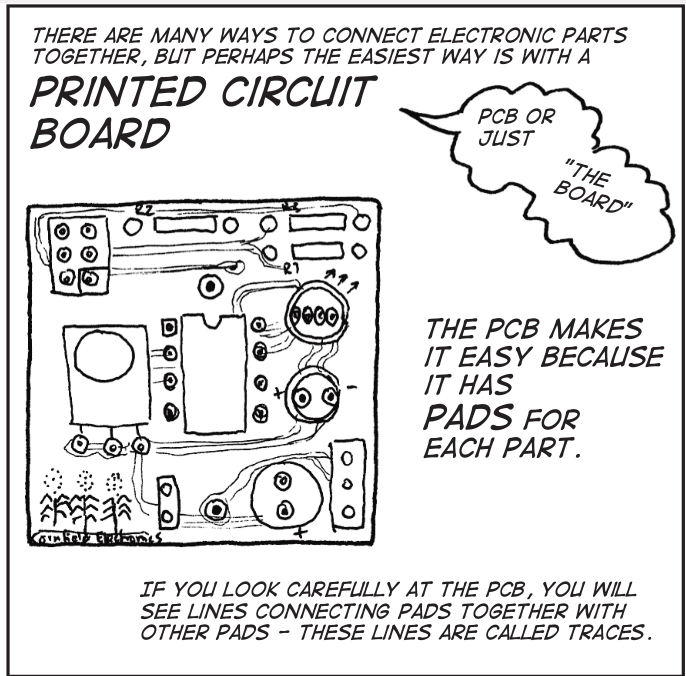 THERE ARE MANY WAYS TO CONNECT ELECTRONIC PARTS
TOGETHER, BUT PERHAPS THE EASIEST WAY IS WITH A
PRINTED CIRCUIT
BOARD
PCB OR
JUST
"THE
BOARD"
R2
R3
R1
+
-
THE PCB MAKES
IT EASY BECAUSE
IT HAS
PADS FOR
EACH PART.
+
Cornfield Electronics
IF YOU LOOK CAREFULLY AT THE PCB, YOU WILL
SEE LINES CONNECTING PADS TOGETHER WITH
OTHER PADS - THESE LINES ARE CALLED TRACES.